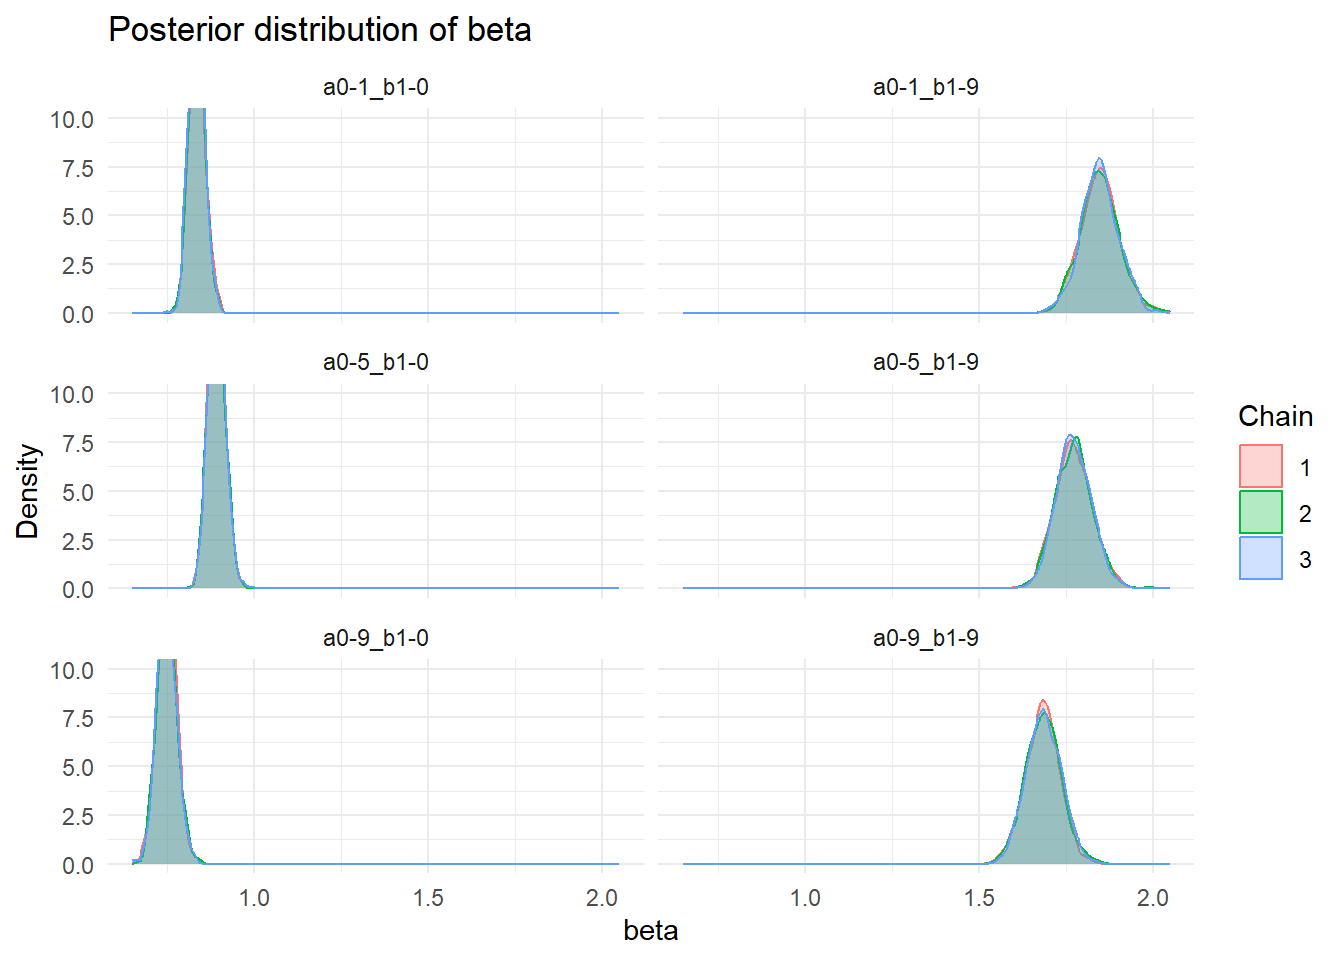 Posterior distribution of beta
a0-1_b1-0
a0-1_b1-9
10.0
7.5
5.0
2.5
0.0
a0-5_b1-0
a0-5_b1-9
10.0
7.5
5.0
2.5
0.0
a0-9_b1-0
a0-9_b1-9
10.0
7.5
5.0
2.5
0.0
1.0 1.5 2.0
1.0 1.5 2.0
beta
Density
Chain
1
2
3